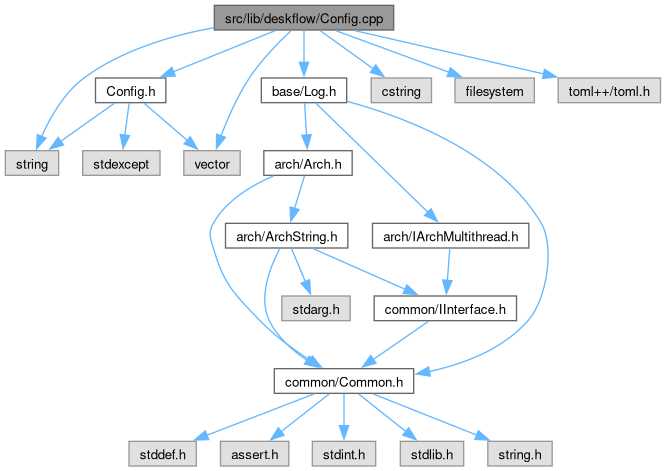 src/lib/deskflow/Config.cpp
Config.h
base/Log.h
cstring
filesystem
toml++/toml.h
string
stdexcept
vector
arch/Arch.h
arch/ArchString.h
arch/IArchMultithread.h
stdarg.h
common/IInterface.h
common/Common.h
stddef.h
assert.h
stdint.h
stdlib.h
string.h